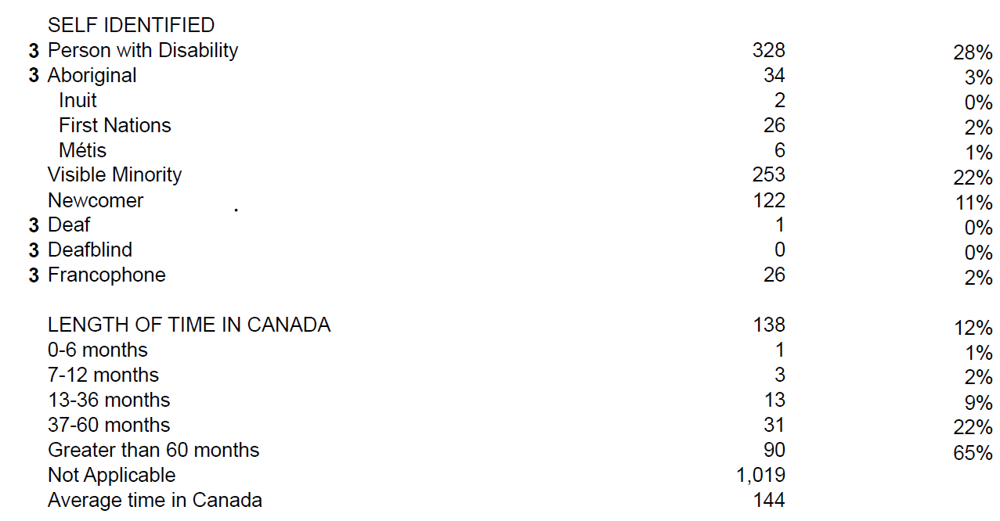 SELF IDENTIFIED
3 Person with Disability 328 28%
3 Aboriginal 34 3%
Inuit 2 0%
First Nations 26 2%
Métis 6 1%
Visible Minority 253 22%
Newcomer 122 11%
3 Deaf 1 0%
3 Deafblind 0 0%
3 Francophone 26 2%
LENGTH OF TIME IN CANADA 138 12%
0-6 months 1 1%
7-12 months 3 2%
13-36 months 13 9%
37-60 months 31 22%
Greater than 60 months 90 65%
Not Applicable 1,019
Average time in Canada 144